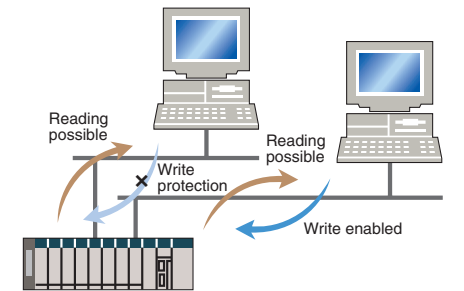 Reading
possible
Write
protection
Reading
possible
Write enabled